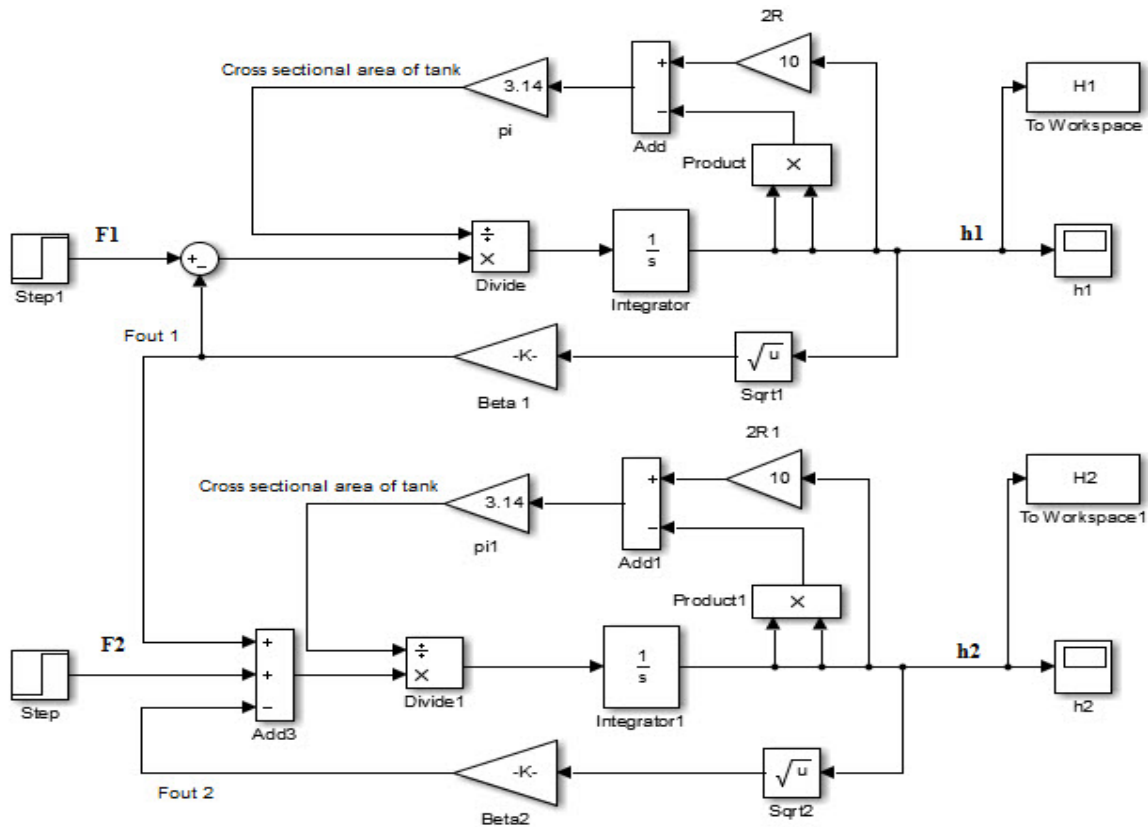 2R
10
Cross sectional area of tank
3.14
pi
+
−
Add
Product
×
H1
To Workspace
F1
Step1
+
−
÷
×
Divide
1
s
Integrator
h1
h1
Fout 1
-K-
Beta 1
√u
Sqrt1
2R1
10
Cross sectional area of tank
3.14
pi1
+
−
Add1
Product1
×
H2
To Workspace1
F2
Step
+
+
−
Add3
÷
×
Divide1
1
s
Integrator1
h2
h2
Fout 2
-K-
Beta2
√u
Sqrt2